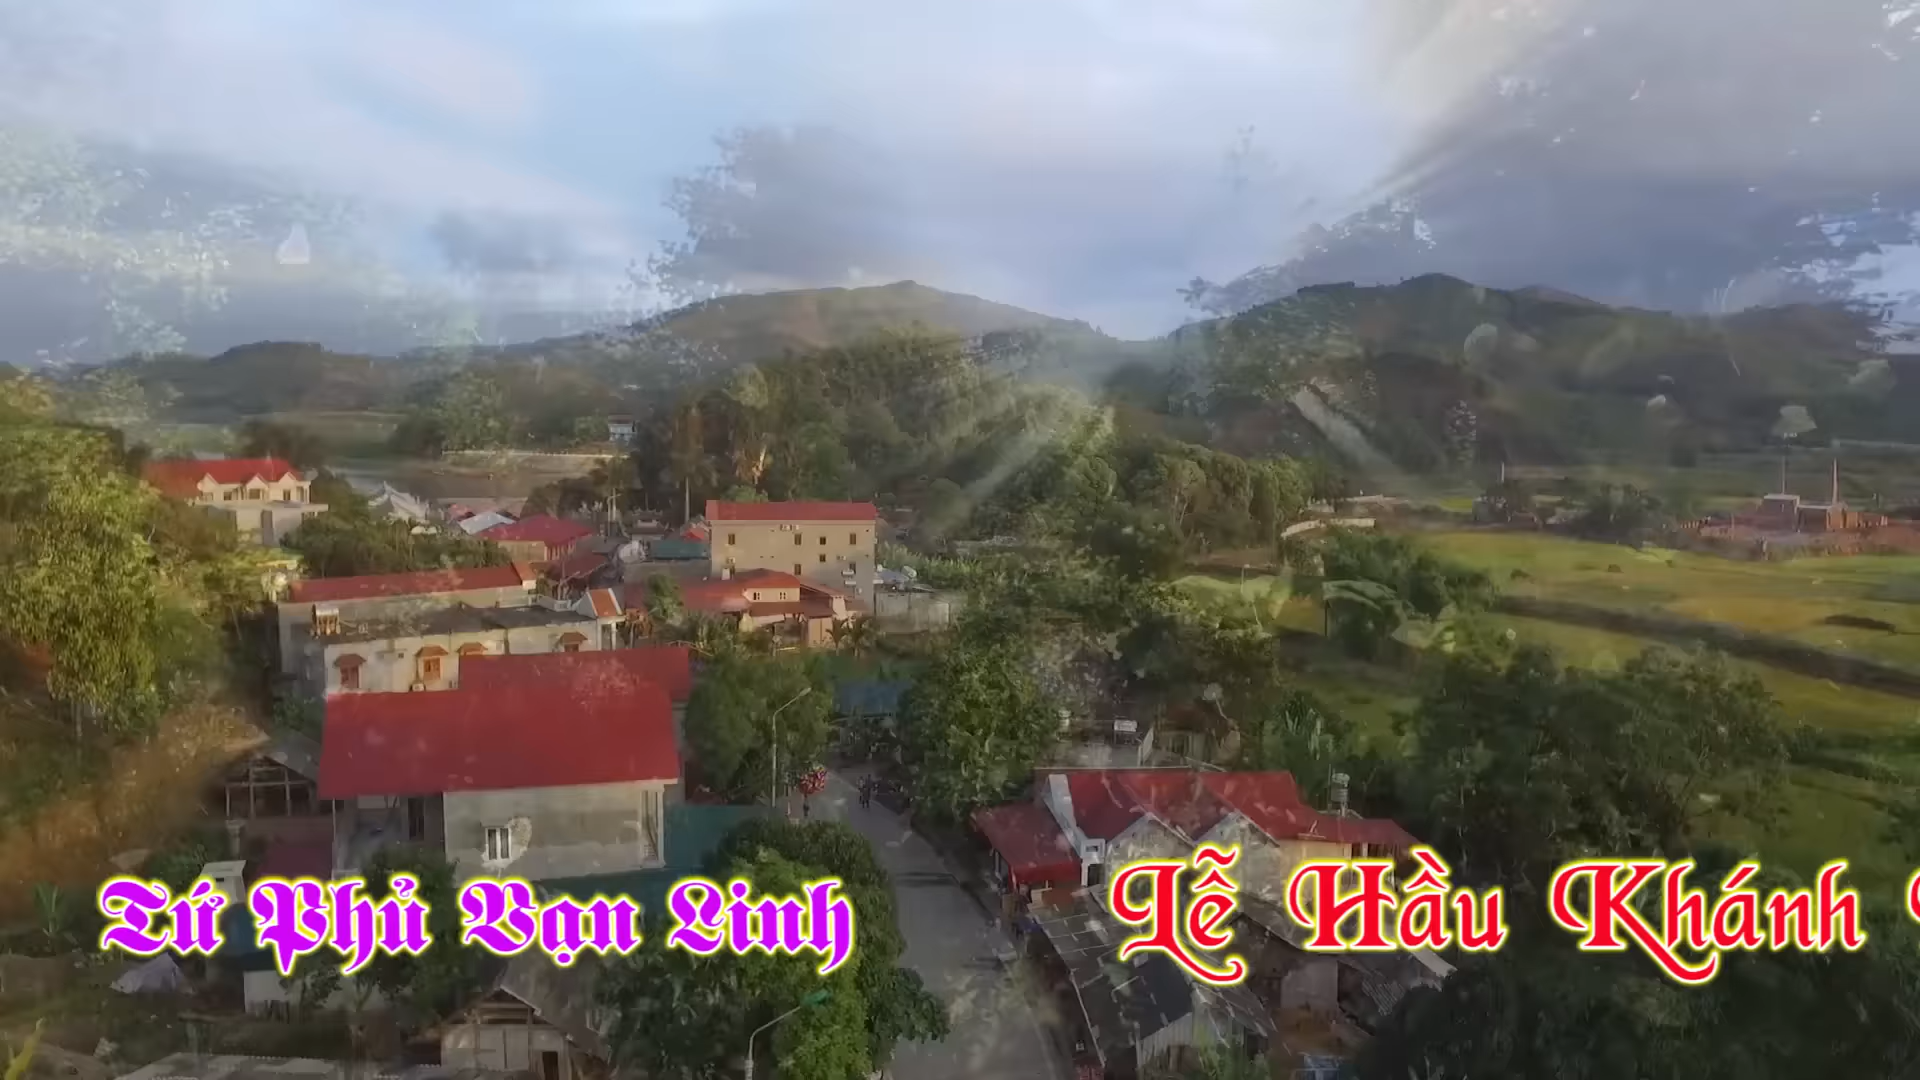 Tứ Phủ Vạn Linh
Lễ Hầu Khánh